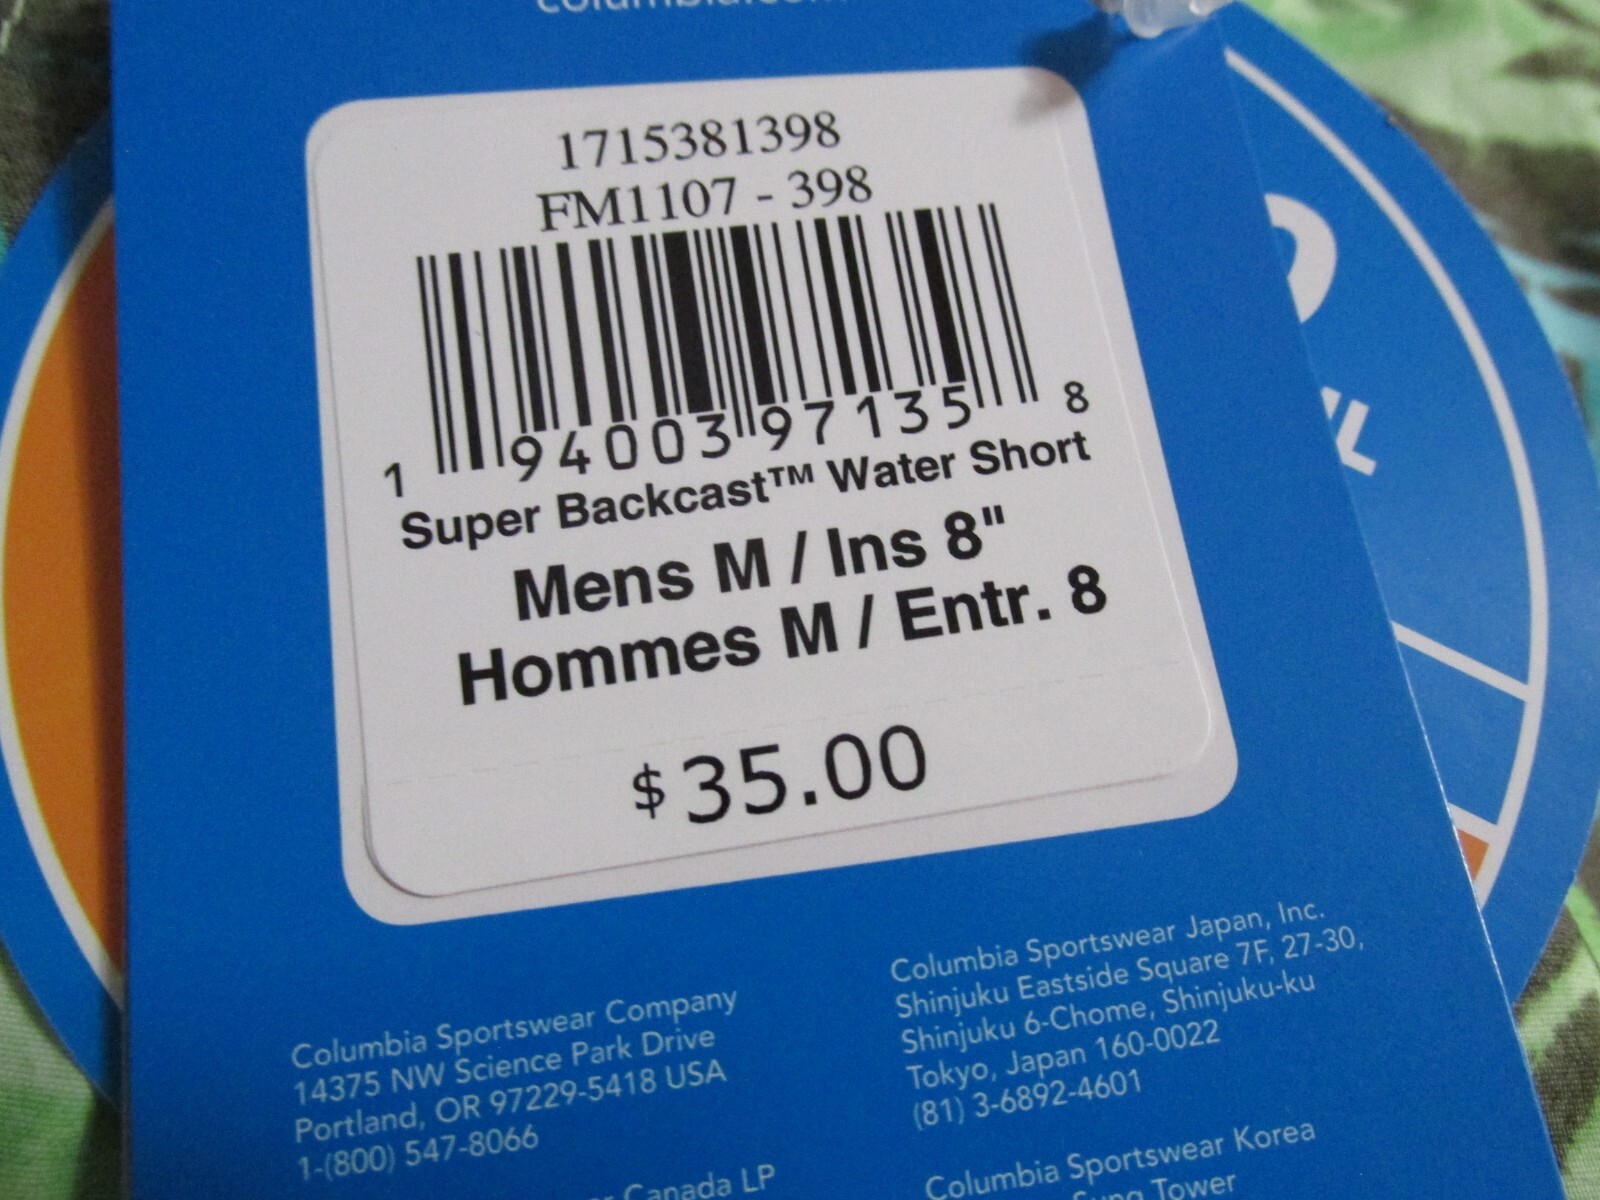 1715381398
FM1107 - 398
1 94003 97135 8
Super Backcast™ Water Short
Mens M / Ins 8"
Hommes M / Entr. 8
$35.00
Columbia Sportswear Company
14375 NW Science Park Drive
Portland, OR 97229-5418 USA
1-(800) 547-8066
Canada LP
Columbia Sportswear Japan, Inc.
Shinjuku Eastside Square 7F, 27-30,
Shinjuku 6-Chome, Shinjuku-ku
Tokyo, Japan 160-0022
(81) 3-6892-4601
Columbia Sportswear Korea
Tower